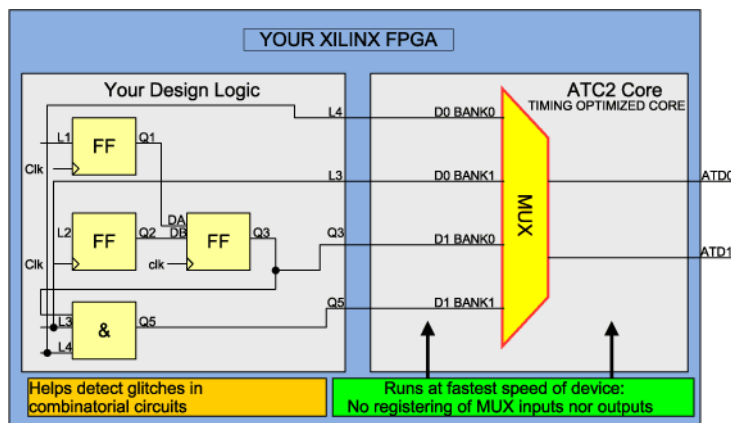 YOUR XILINX FPGA
Your Design Logic
L4
L1
FF
Q1
Clk
L3
DA
L2
FF
Q2
DB
FF
Q3
Q3
Clk
clk
L3
&
Q5
Q5
L4
ATC2 Core
TIMING OPTIMIZED CORE
D0 BANK0
D0 BANK1
D1 BANK0
D1 BANK1
MUX
ATD0
ATD1
Helps detect glitches in
combinatorial circuits
Runs at fastest speed of device:
No registering of MUX inputs nor outputs